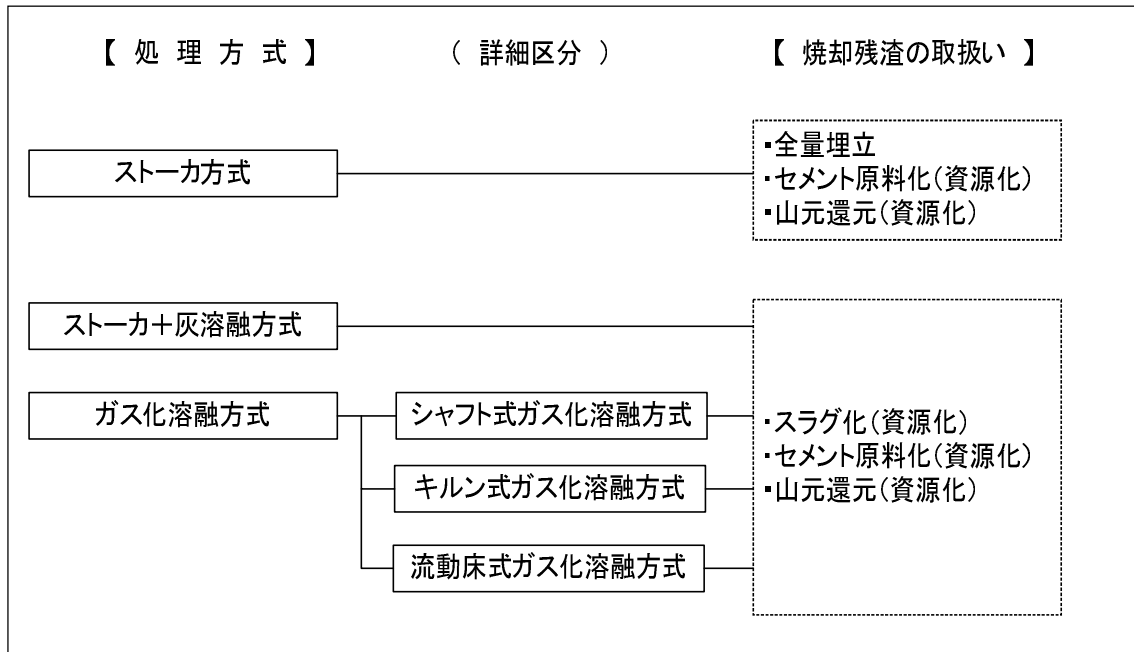 【 処 理 方 式 】 ( 詳細区分 ) 【 焼却残渣の取扱い 】
ストーカ方式
・全量埋立
・セメント原料化(資源化)
・山元還元(資源化)
ストーカ+灰溶融方式
ガス化溶融方式
シャフト式ガス化溶融方式
キルン式ガス化溶融方式
流動床式ガス化溶融方式
・スラグ化(資源化)
・セメント原料化(資源化)
・山元還元(資源化)